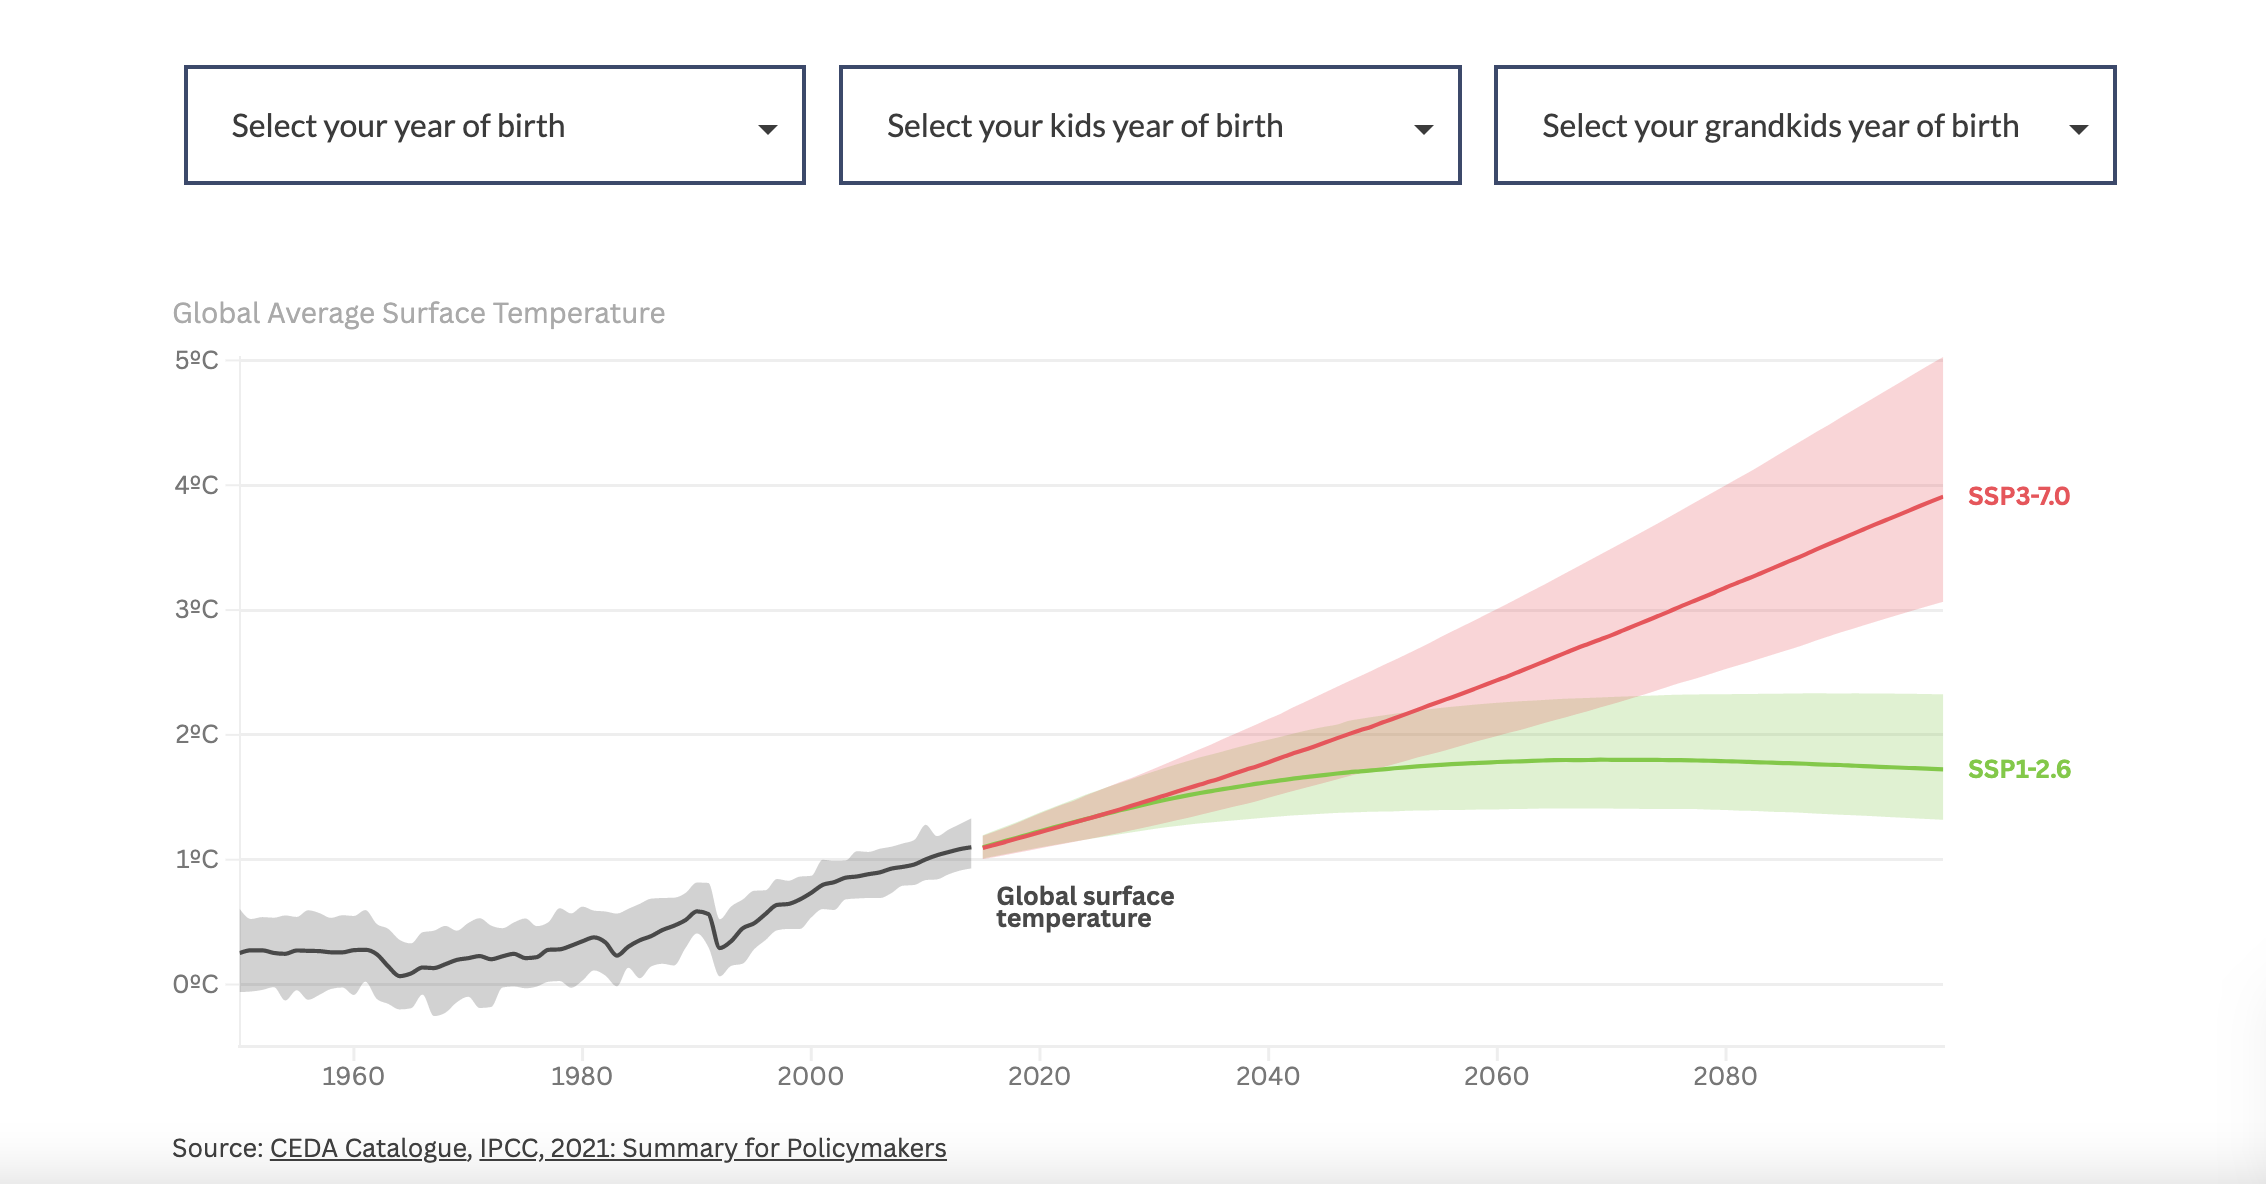 Select your year of birth
Select your kids year of birth
Select your grandkids year of birth
Global Average Surface Temperature
5ºC
4ºC
SSP3-7.0
3ºC
2ºC
SSP1-2.6
1ºC
Global surface
temperature
0ºC
1960 1980 2000 2020 2040 2060 2080
Source: CEDA Catalogue, IPCC, 2021: Summary for Policymakers